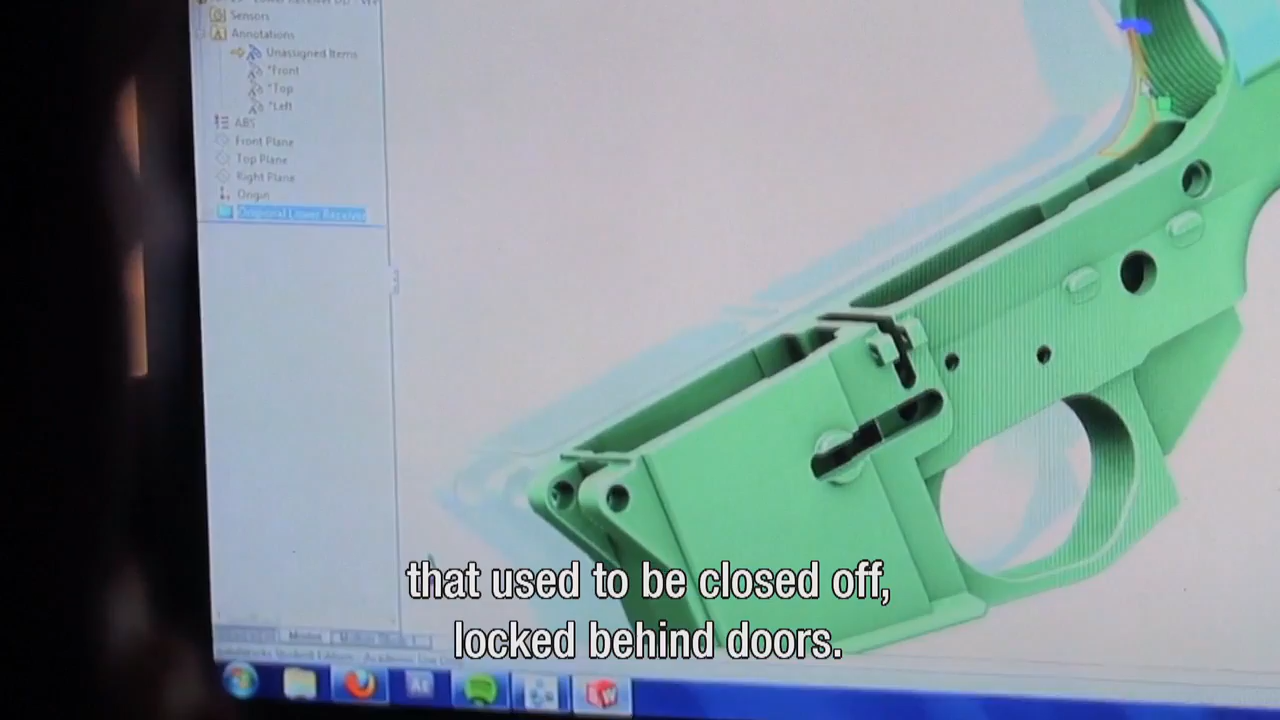 Sensors
Annotations
Unassigned Items
*Front
*Top
*Left
ABS
Front Plane
Top Plane
Right Plane
Origin
Lower Receiver
that used to be closed off,
locked behind doors.